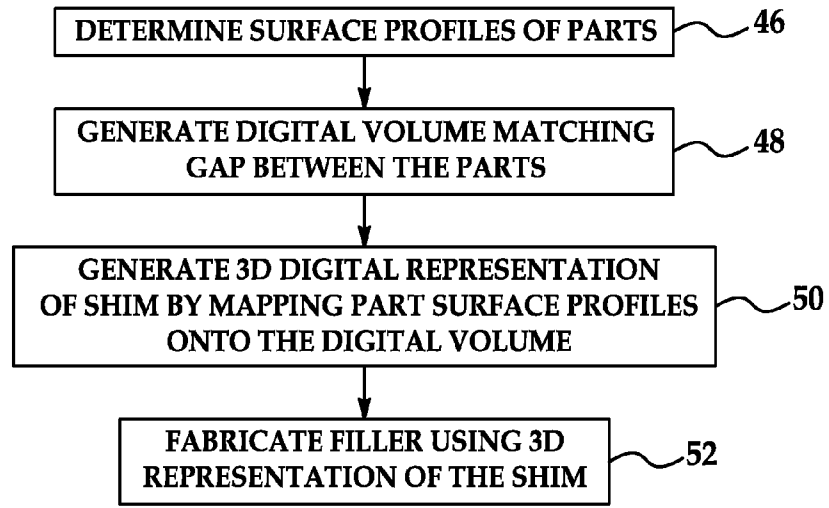 DETERMINE SURFACE PROFILES OF PARTS
46
GENERATE DIGITAL VOLUME MATCHING
GAP BETWEEN THE PARTS
48
GENERATE 3D DIGITAL REPRESENTATION
OF SHIM BY MAPPING PART SURFACE PROFILES
ONTO THE DIGITAL VOLUME
50
FABRICATE FILLER USING 3D
REPRESENTATION OF THE SHIM
52